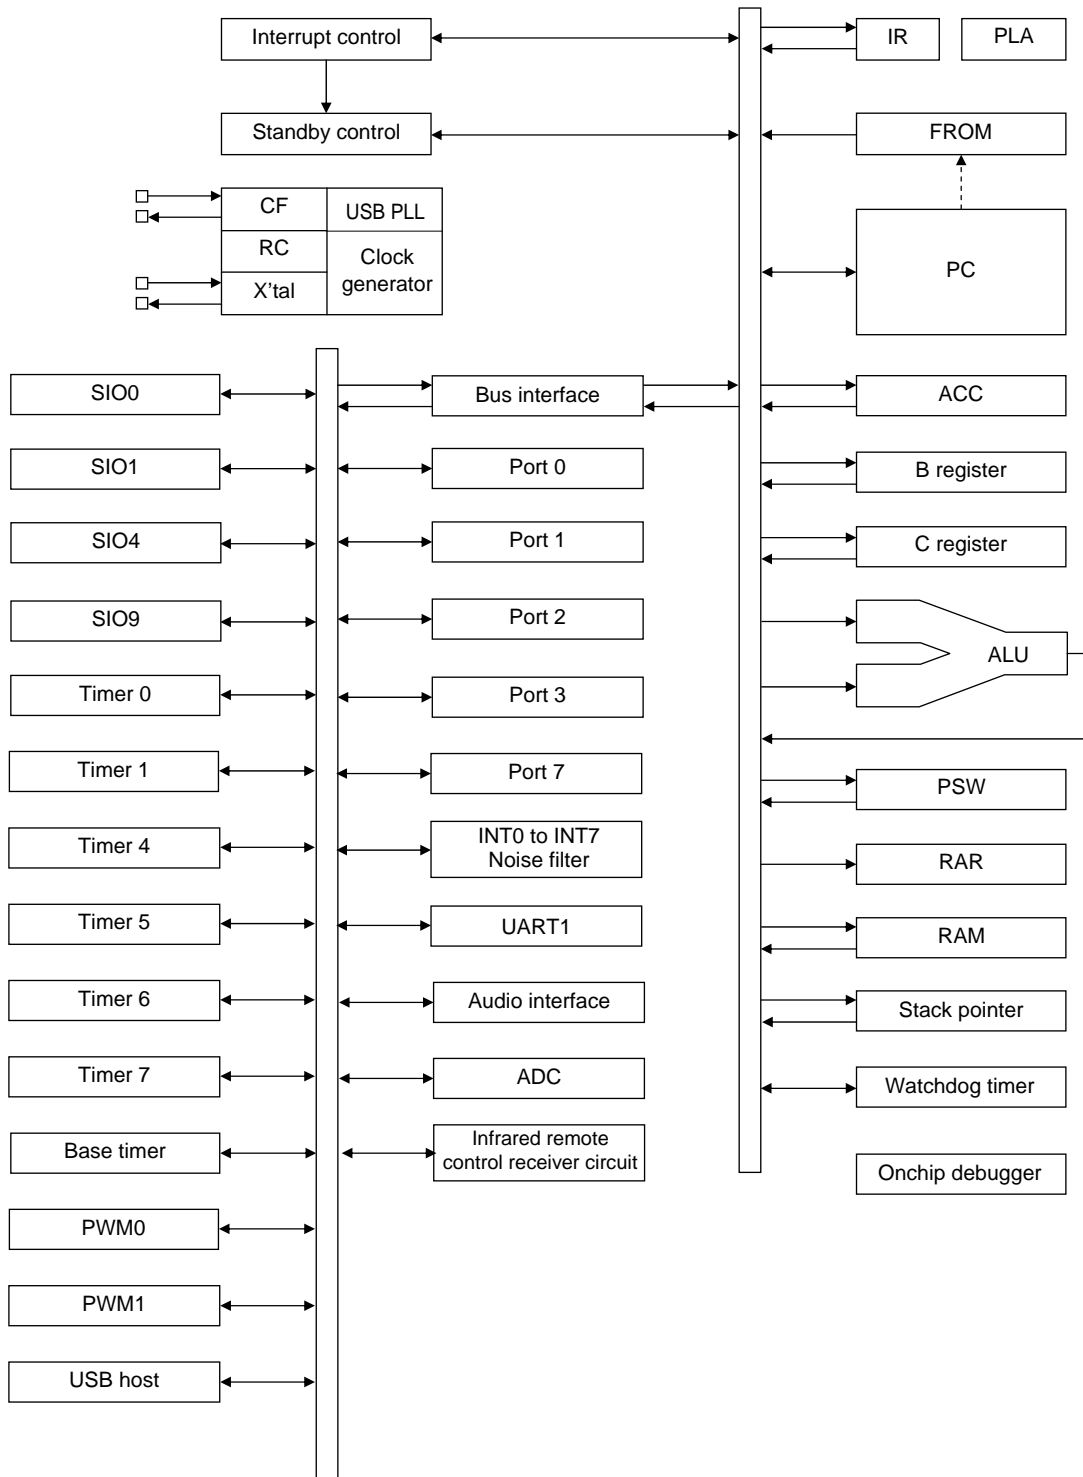 Interrupt control
IR
PLA
Standby control
FROM
CF
USB PLL
RC
Clock
generator
X'tal
PC
SIO0
Bus interface
ACC
SIO1
Port 0
B register
SIO4
Port 1
C register
SIO9
Port 2
ALU
Timer 0
Port 3
Timer 1
Port 7
PSW
Timer 4
INT0 to INT7
Noise filter
RAR
Timer 5
UART1
RAM
Timer 6
Audio interface
Stack pointer
Timer 7
ADC
Watchdog timer
Base timer
Infrared remote
control receiver circuit
Onchip debugger
PWM0
PWM1
USB host